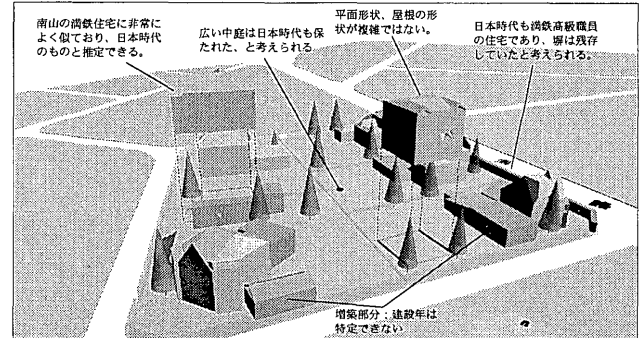 南山の満鉄住宅に非常に
よく似ており、日本時代
のものと推定できる。
広い中庭は日本時代も保
たれた、と考えられる
平面形状、屋根の形
状が複雑ではない。
日本時代も満鉄高級職員
の住宅であり、塀は残存
していたと考えられる。
増築部分：建設年は
特定できない